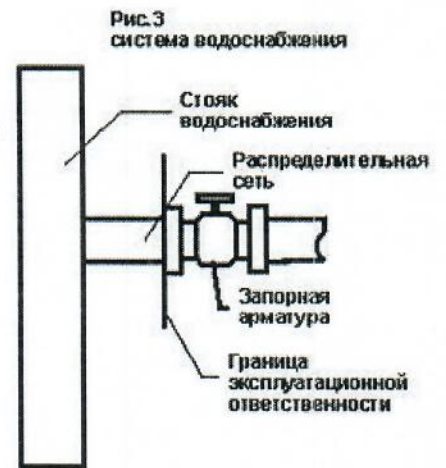 Рис.3
система водоснабжения
Стояк
водоснабжения
Распределительная
сеть
Запорная
арматура
Граница
эксплуатационной
ответственности